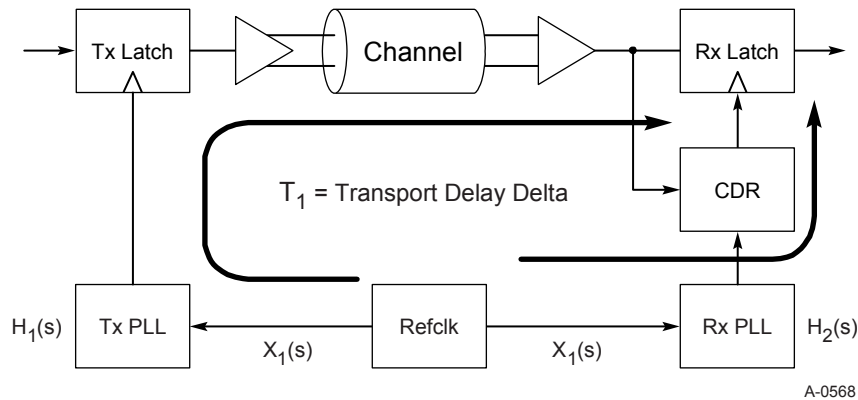 Tx Latch
Channel
Rx Latch
T1 = Transport Delay Delta
CDR
H1(s)
Tx PLL
X1(s)
Refclk
X1(s)
Rx PLL
H2(s)
A-0568